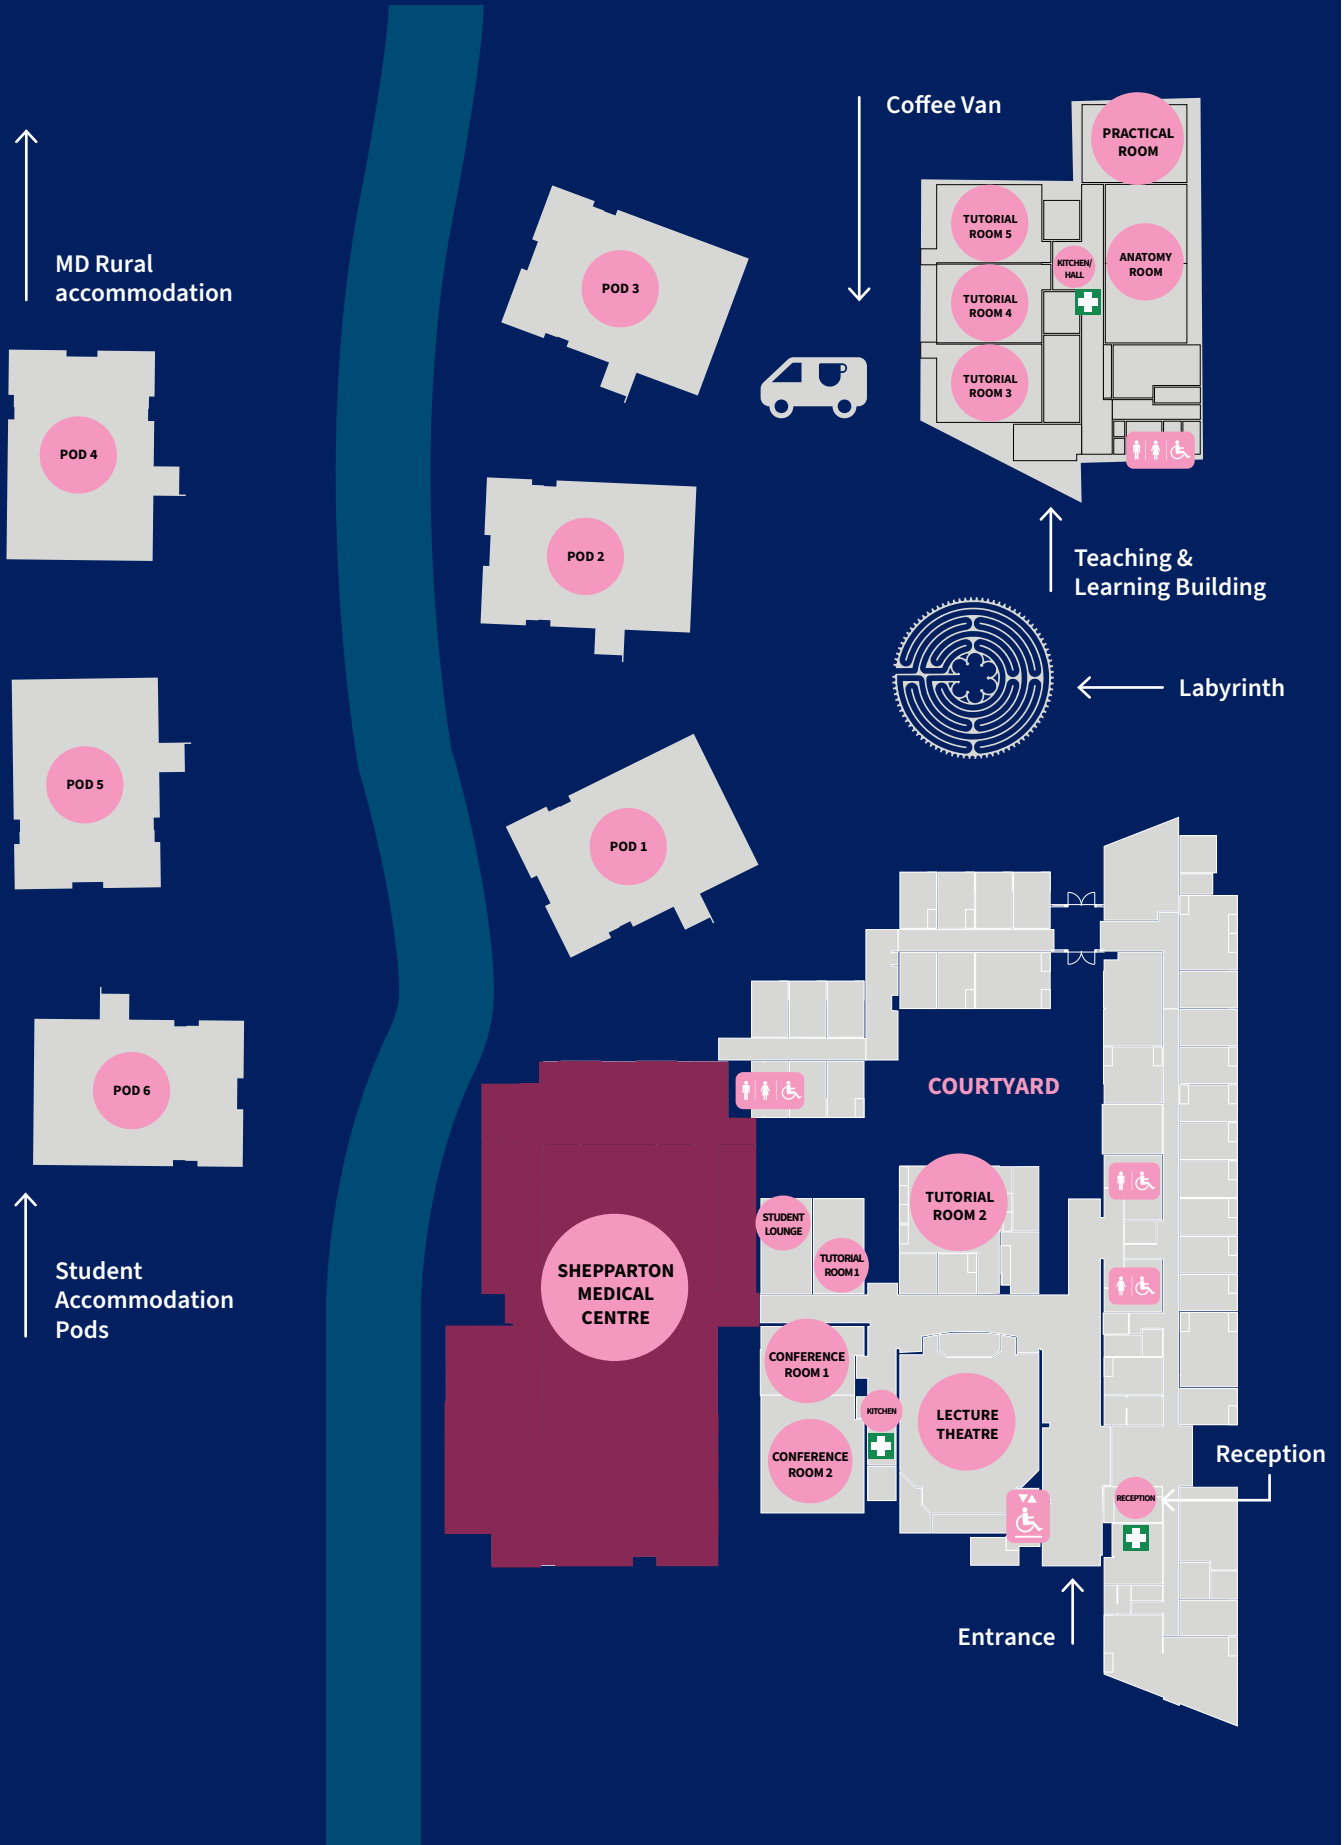 Coffee Van
PRACTICAL
ROOM
TUTORIAL
ROOM 5
MD Rural
accommodation
KITCHEN/
HALL
ANATOMY
ROOM
POD 3
TUTORIAL
ROOM 4
TUTORIAL
ROOM 3
POD 4
POD 2
Teaching &
Learning Building
Labyrinth
POD 5
POD 1
POD 6
COURTYARD
TUTORIAL
ROOM 2
STUDENT
LOUNGE
TUTORIAL
ROOM 1
SHEPPARTON
MEDICAL
CENTRE
Student
Accommodation
Pods
CONFERENCE
ROOM 1
KITCHEN
LECTURE
THEATRE
CONFERENCE
ROOM 2
Reception
RECEPTION
Entrance